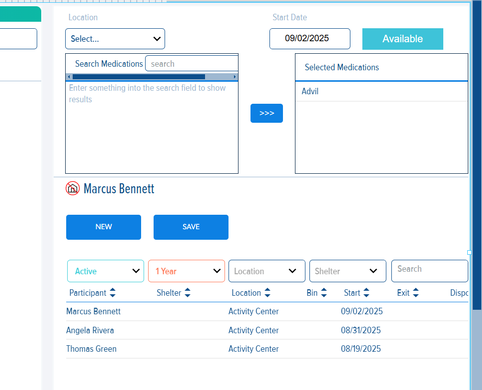 Location
Start Date
Select...
09/02/2025
Available
Search Medications
search
Selected Medications
Enter something into the search field to show
results
Advil
>>>
Marcus Bennett
NEW
SAVE
Active
1 Year
Location
Shelter
Search
Participant
Shelter
Location
Bin
Start
Exit
Dispo
Marcus Bennett Activity Center 09/02/2025
Angela Rivera Activity Center 08/31/2025
Thomas Green Activity Center 08/19/2025